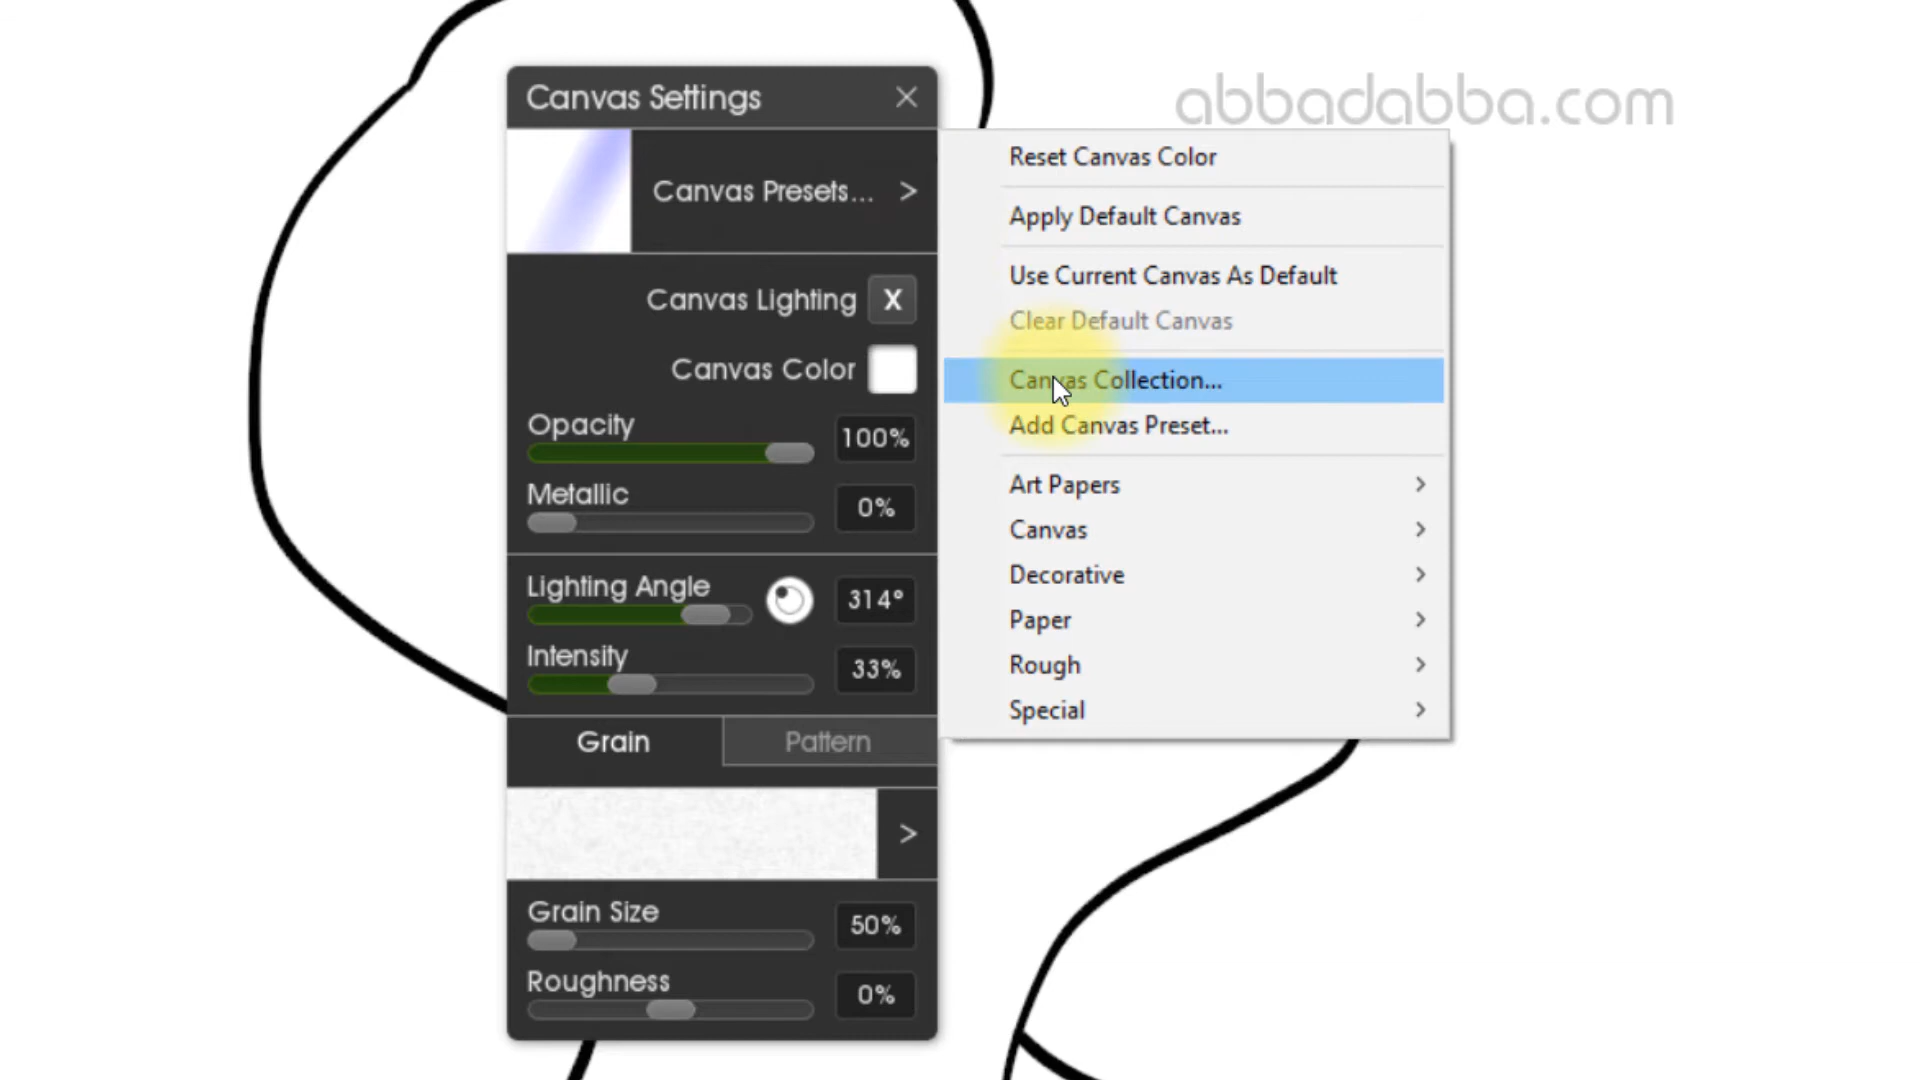 abbadabba.com
Canvas Settings
Canvas Presets... >
Canvas Lighting X
Canvas Color
Opacity 100%
Metallic 0%
Lighting Angle 314°
Intensity 33%
Grain Pattern
>
Grain Size 50%
Roughness 0%
Reset Canvas Color
Apply Default Canvas
Use Current Canvas As Default
Clear Default Canvas
Canvas Collection...
Add Canvas Preset...
Art Papers >
Canvas >
Decorative >
Paper >
Rough >
Special >